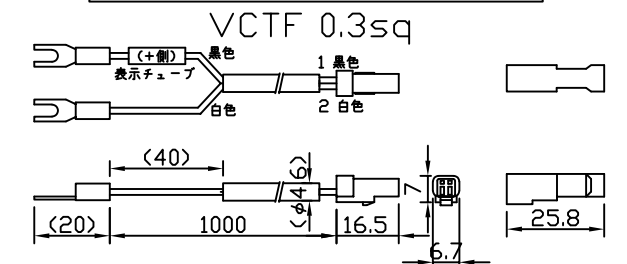 VCTF 0.3sq
(+側)
黒色
表示チューブ
白色
1 黒色
2 白色
(40)
(φ4.6)
7
(20)
1000
16.5
6.7
25.8